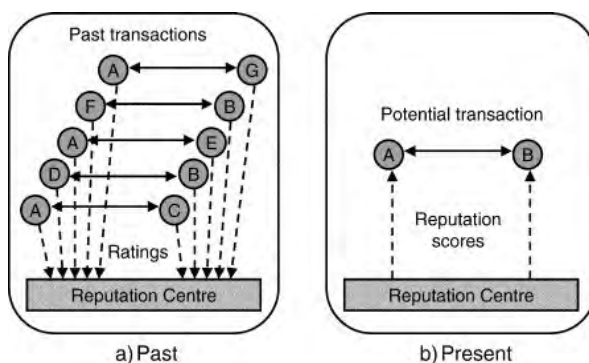 Past transactions
A G
F B
A E
D B
A C
Ratings
Reputation Centre
a) Past
Potential transaction
A B
Reputation
scores
Reputation Centre
b) Present